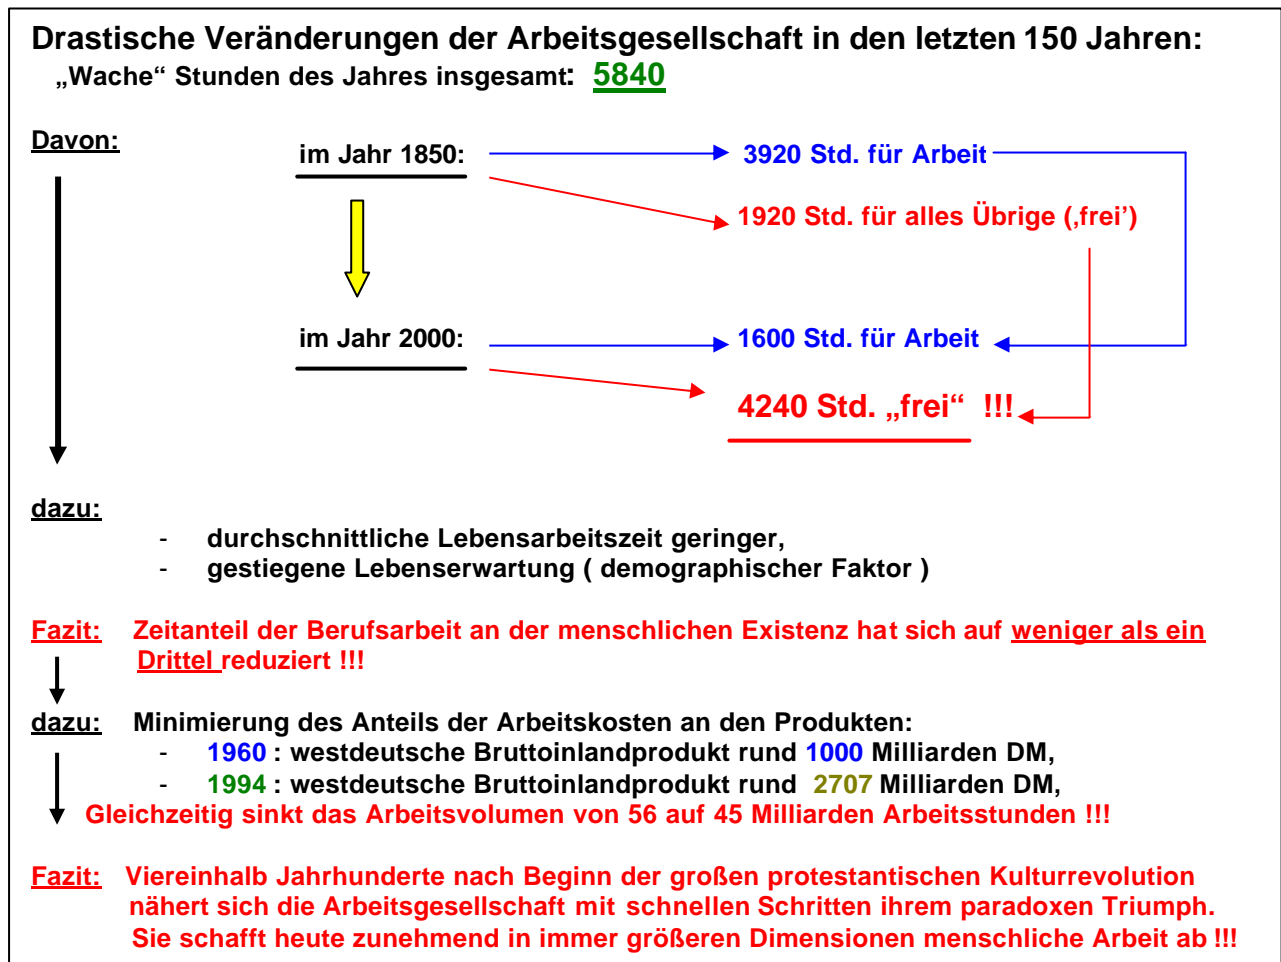 Drastische Veränderungen der Arbeitsgesellschaft in den letzten 150 Jahren:
„Wache“ Stunden des Jahres insgesamt: 5840
Davon:
im Jahr 1850:
3920 Std. für Arbeit
1920 Std. für alles Übrige (‚frei’)
im Jahr 2000:
1600 Std. für Arbeit
4240 Std. „frei“ !!!
dazu:
- durchschnittliche Lebensarbeitszeit geringer,
- gestiegene Lebenserwartung ( demographischer Faktor )
Fazit: Zeitanteil der Berufsarbeit an der menschlichen Existenz hat sich auf weniger als ein
Drittel reduziert !!!
dazu: Minimierung des Anteils der Arbeitskosten an den Produkten:
- 1960 : westdeutsche Bruttoinlandprodukt rund 1000 Milliarden DM,
- 1994 : westdeutsche Bruttoinlandprodukt rund 2707 Milliarden DM,
Gleichzeitig sinkt das Arbeitsvolumen von 56 auf 45 Milliarden Arbeitsstunden !!!
Fazit: Viereinhalb Jahrhunderte nach Beginn der großen protestantischen Kulturrevolution
nähert sich die Arbeitsgesellschaft mit schnellen Schritten ihrem paradoxen Triumph.
Sie schafft heute zunehmend in immer größeren Dimensionen menschliche Arbeit ab !!!